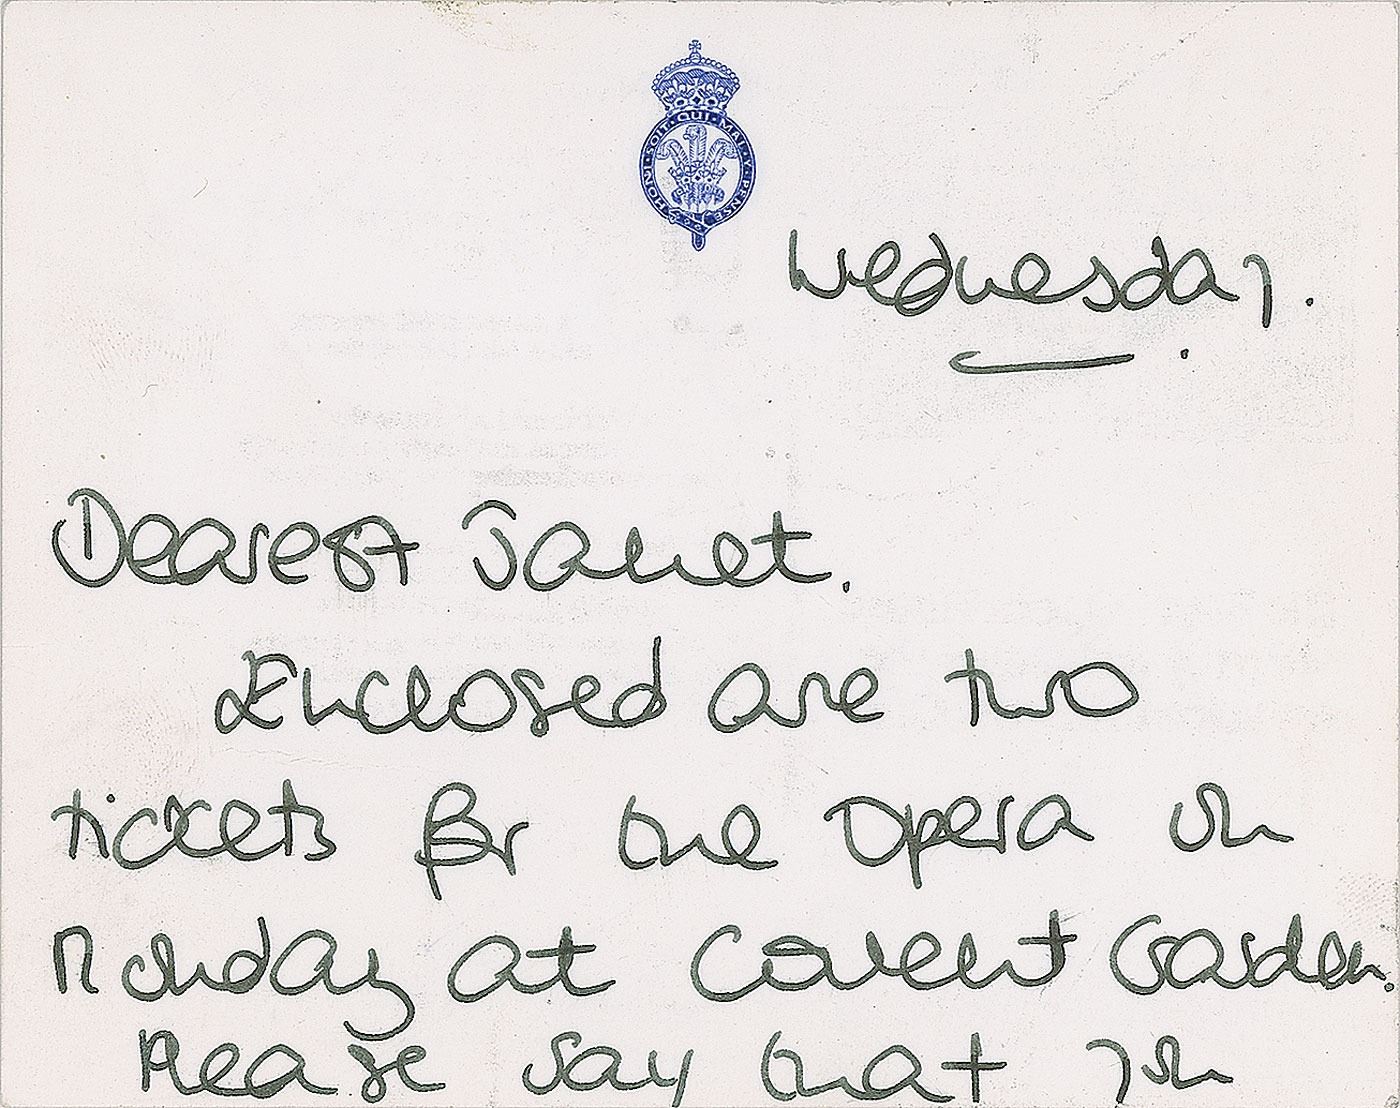 HONI · SOIT · QUI · MAL · Y · PENSE
Wednesday.
Dearest Janet.
Enclosed are two
tickets for the Opera on
Monday at Covent Garden.
Please say that you